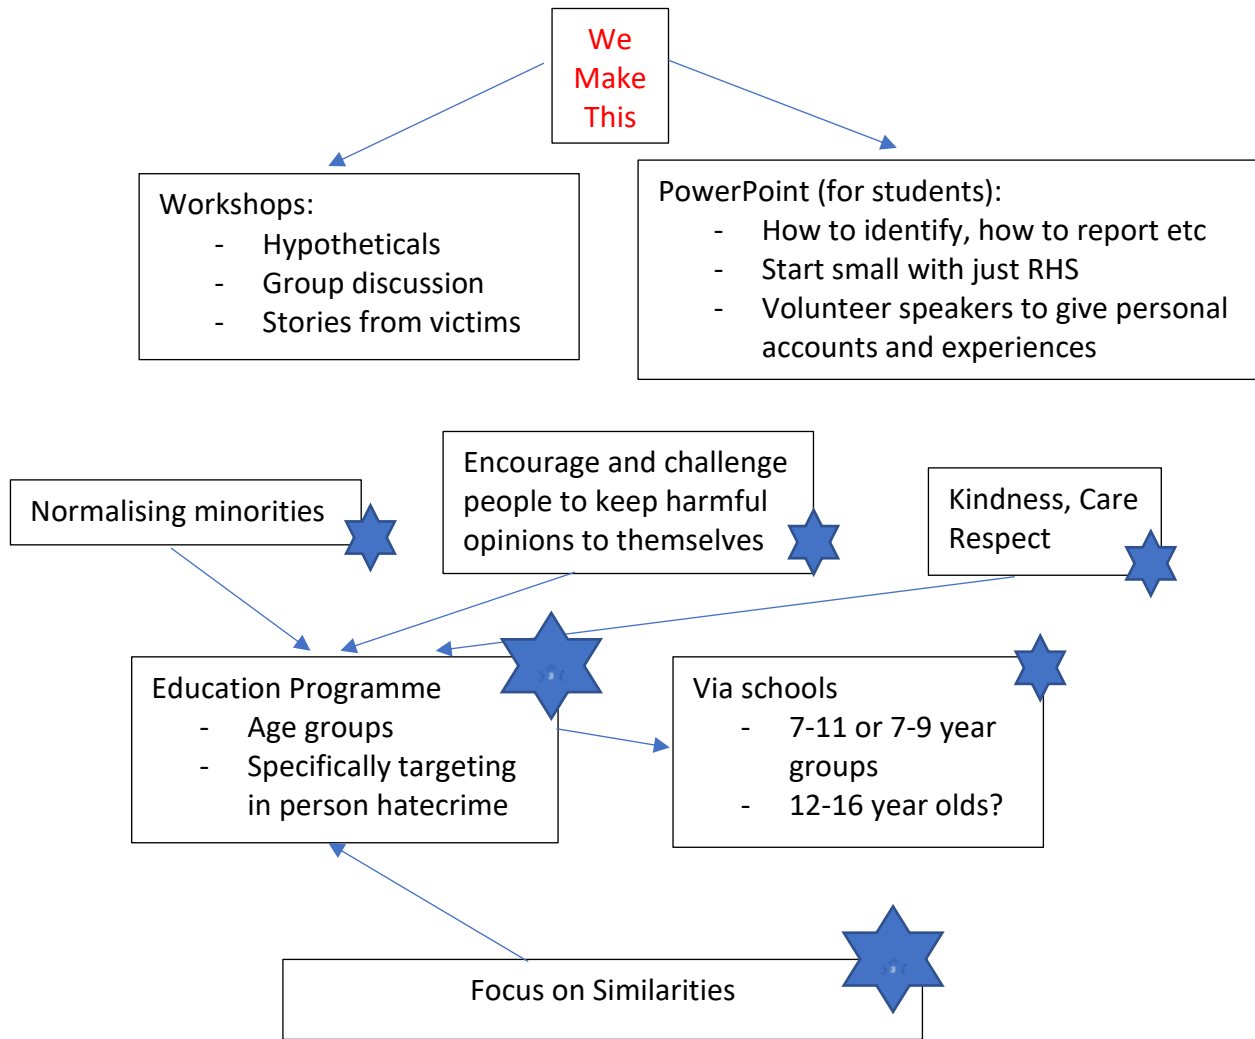 We
Make
This
Workshops:
- Hypotheticals
- Group discussion
- Stories from victims
PowerPoint (for students):
- How to identify, how to report etc
- Start small with just RHS
- Volunteer speakers to give personal
accounts and experiences
Normalising minorities
Encourage and challenge
people to keep harmful
opinions to themselves
Kindness, Care
Respect
Education Programme
- Age groups
- Specifically targeting
in person hatecrime
Via schools
- 7-11 or 7-9 year
groups
- 12-16 year olds?
Focus on Similarities